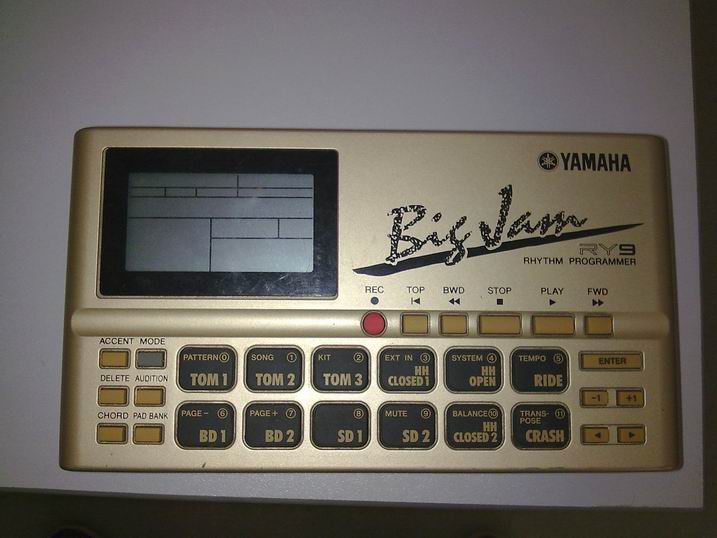 YAMAHA
Big Jam
RY9
RHYTHM PROGRAMMER
REC TOP BWD STOP PLAY FWD
ACCENT MODE
DELETE AUDITION
CHORD PAD BANK
PATTERN 0 SONG 1 KIT 2 EXT IN 3 SYSTEM 4 TEMPO 5
TOM 1 TOM 2 TOM 3 HH CLOSED 1 HH OPEN RIDE
ENTER
-1 +1
PAGE- 6 PAGE+ 7 8 MUTE 9 BALANCE 10 TRANS-POSE 11
BD 1 BD 2 SD 1 SD 2 HH CLOSED 2 CRASH